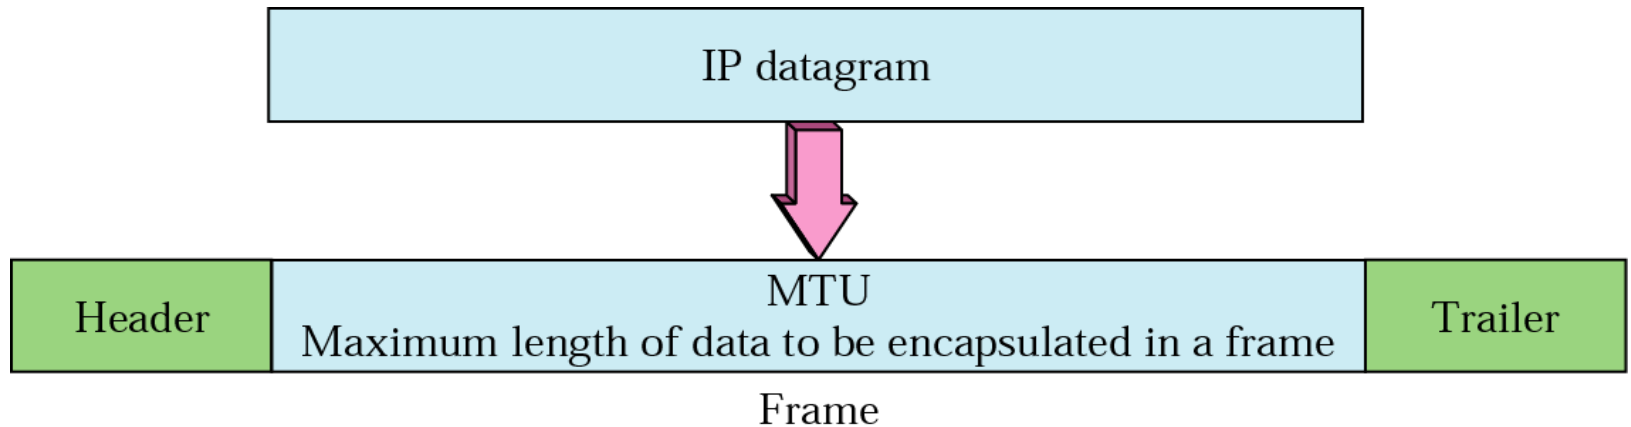 IP datagram
MTU
Header
Maximum length of data to be encapsulated in a frame
Trailer
Frame